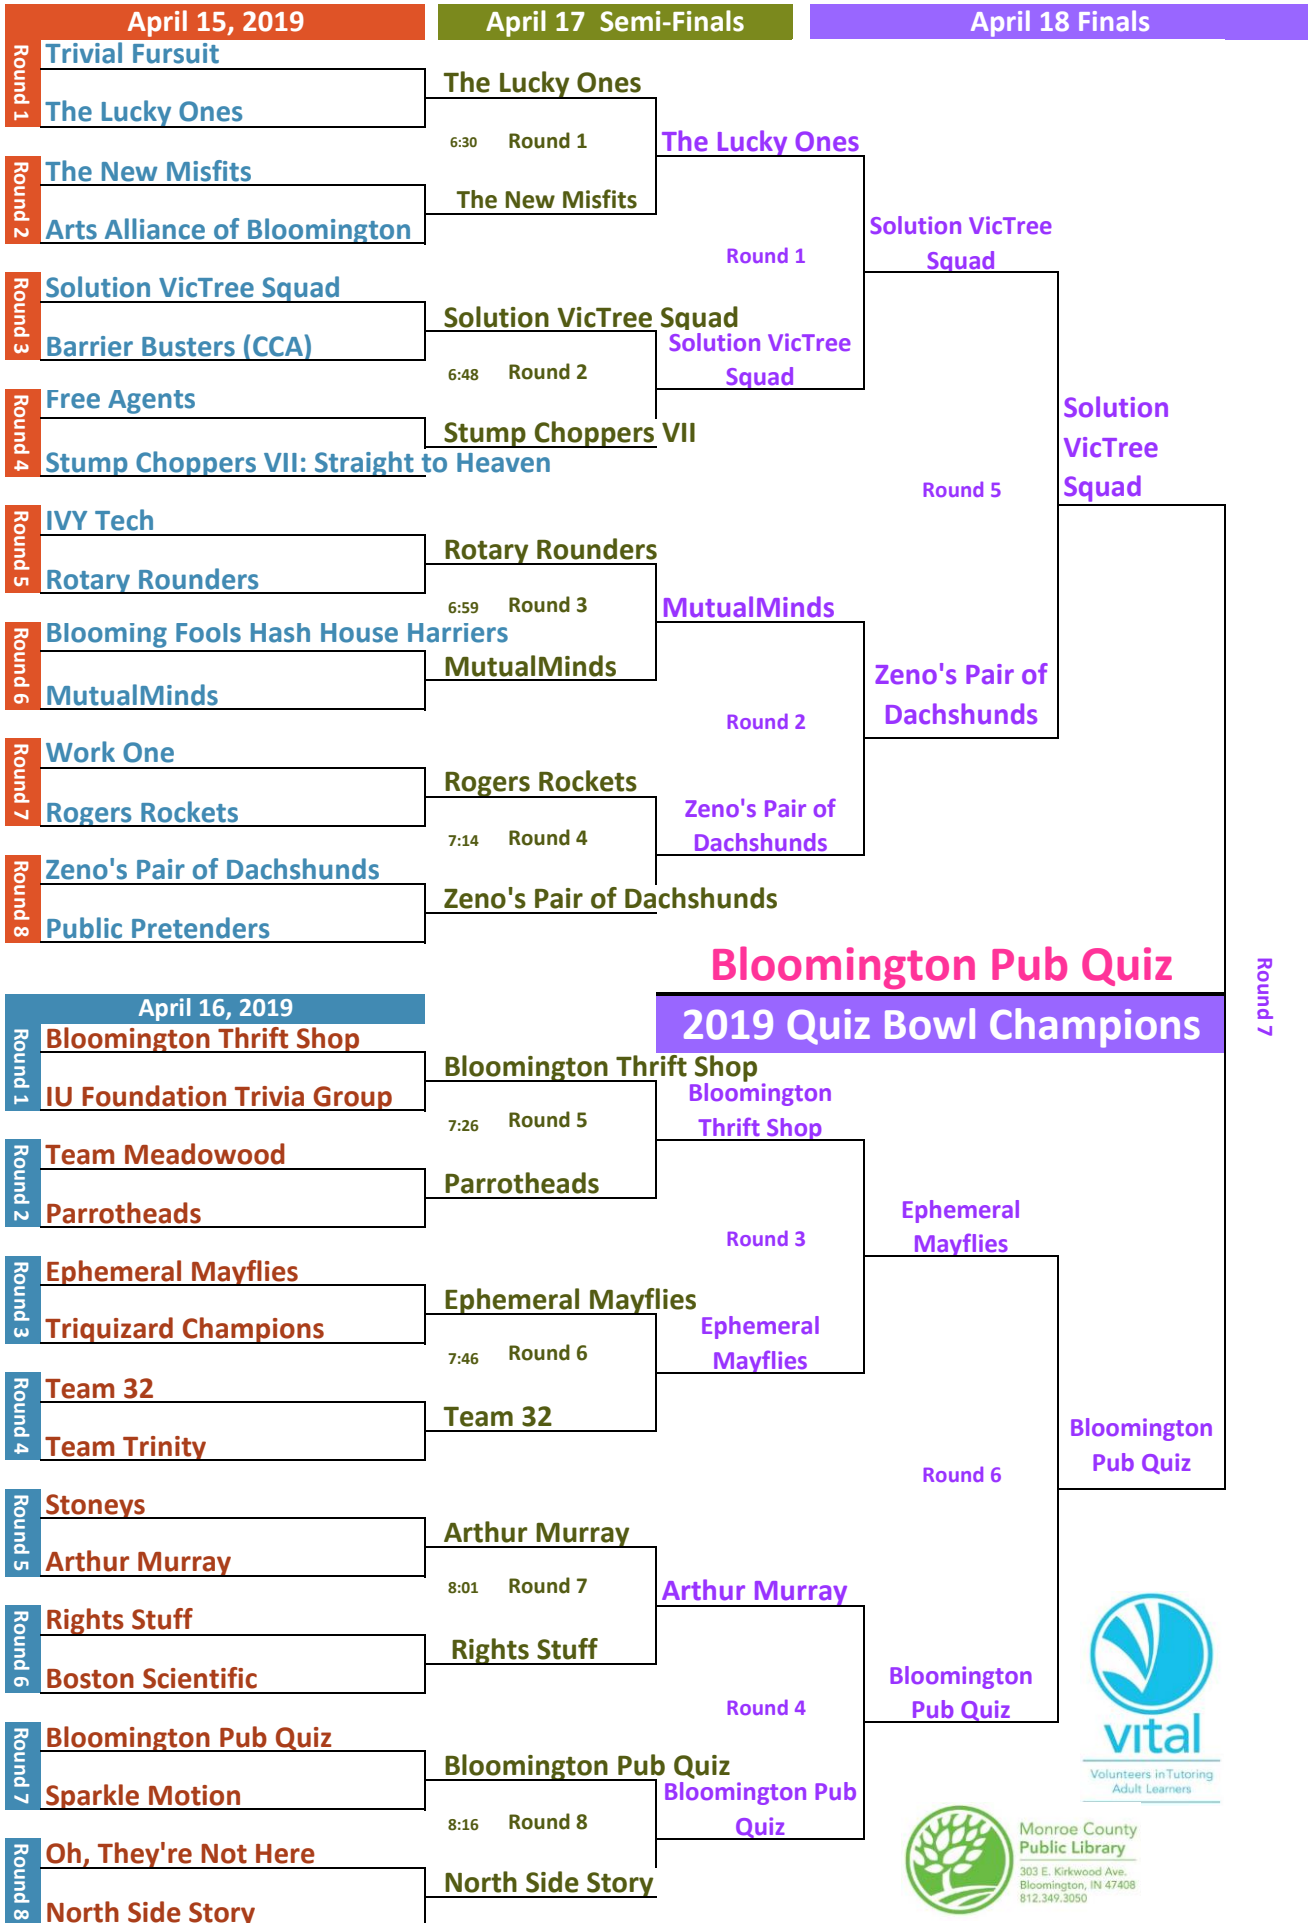 April 15, 2019
April 17 Semi-Finals
April 18 Finals
Round 1
Trivial Fursuit
The Lucky Ones
Round 2
The New Misfits
Arts Alliance of Bloomington
Round 3
Solution VicTree Squad
Barrier Busters (CCA)
Round 4
Free Agents
Stump Choppers VII: Straight to Heaven
Round 5
IVY Tech
Rotary Rounders
Round 6
Blooming Fools Hash House Harriers
MutualMinds
Round 7
Work One
Rogers Rockets
Round 8
Zeno's Pair of Dachshunds
Public Pretenders
The Lucky Ones
6:30 Round 1
The New Misfits
Solution VicTree Squad
6:48 Round 2
Stump Choppers VII
Rotary Rounders
6:59 Round 3
MutualMinds
Rogers Rockets
7:14 Round 4
Zeno's Pair of Dachshunds
The Lucky Ones
Round 1
Solution VicTree
Squad
MutualMinds
Round 2
Zeno's Pair of
Dachshunds
Solution VicTree
Squad
Round 5
Zeno's Pair of
Dachshunds
Solution
VicTree
Squad
Bloomington Pub Quiz
2019 Quiz Bowl Champions
Round 7
April 16, 2019
Round 1
Bloomington Thrift Shop
IU Foundation Trivia Group
Round 2
Team Meadowood
Parrotheads
Round 3
Ephemeral Mayflies
Triquizard Champions
Round 4
Team 32
Team Trinity
Round 5
Stoneys
Arthur Murray
Round 6
Rights Stuff
Boston Scientific
Round 7
Bloomington Pub Quiz
Sparkle Motion
Round 8
Oh, They're Not Here
North Side Story
Bloomington Thrift Shop
7:26 Round 5
Parrotheads
Ephemeral Mayflies
7:46 Round 6
Team 32
Arthur Murray
8:01 Round 7
Rights Stuff
Bloomington Pub Quiz
8:16 Round 8
North Side Story
Bloomington
Thrift Shop
Round 3
Ephemeral
Mayflies
Arthur Murray
Round 4
Bloomington Pub
Quiz
Ephemeral
Mayflies
Round 6
Bloomington
Pub Quiz
Bloomington
Pub Quiz
vital
Volunteers in Tutoring
Adult Learners
Monroe County
Public Library
303 E. Kirkwood Ave.
Bloomington, IN 47408
812.349.3050